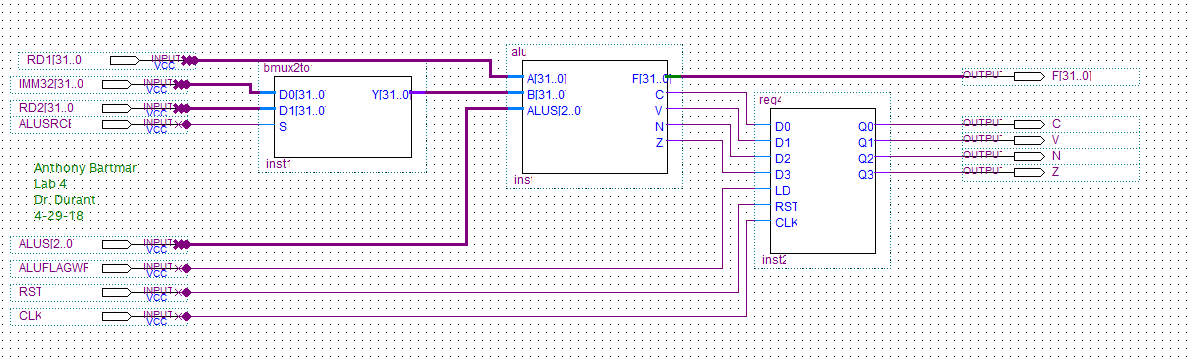 RD1[31..0
INPUT
VCC
IMM32[31..0
INPUT
VCC
RD2[31..0
INPUT
VCC
ALUSRCB
INPUT
VCC
bmux2to
D0[31..0]
D1[31..0]
S
Y[31..0]
inst1
alu
A[31..0]
B[31..0]
ALUS[2..0]
F[31..0]
C
V
N
Z
inst
reg4
D0
D1
D2
D3
LD
RST
CLK
Q0
Q1
Q2
Q3
inst2
OUTPUT
F[31..0]
OUTPUT
C
OUTPUT
V
OUTPUT
N
OUTPUT
Z
Anthony Bartmar
Lab 4
Dr. Durant
4-29-18
ALUS[2..0]
INPUT
VCC
ALUFLAGWR
INPUT
VCC
RST
INPUT
VCC
CLK
INPUT
VCC